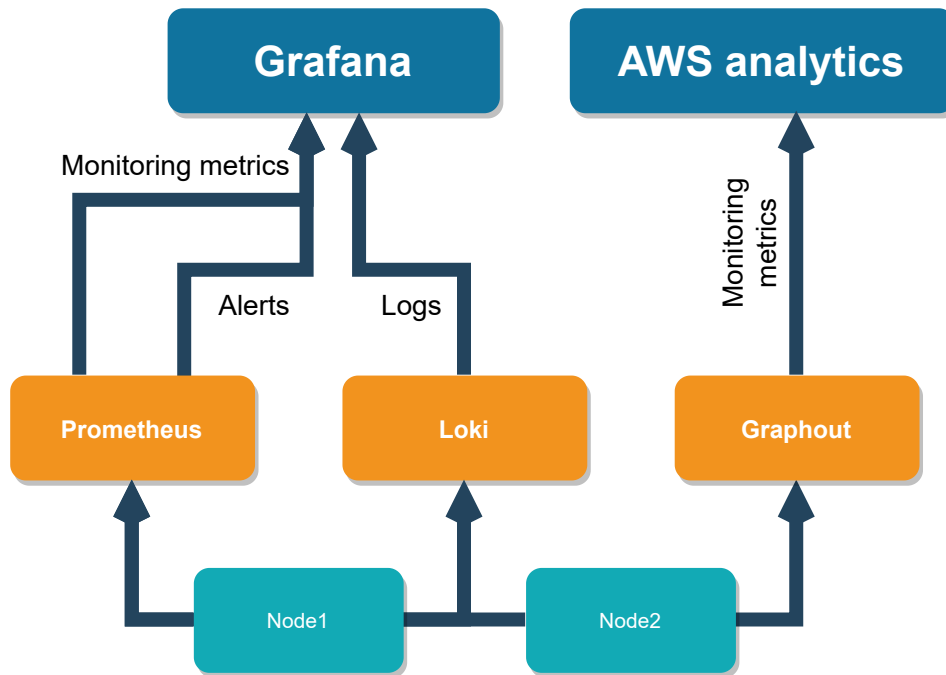 Grafana
AWS analytics
Monitoring metrics
Monitoring
metrics
Alerts
Logs
Prometheus
Loki
Graphout
Node1
Node2